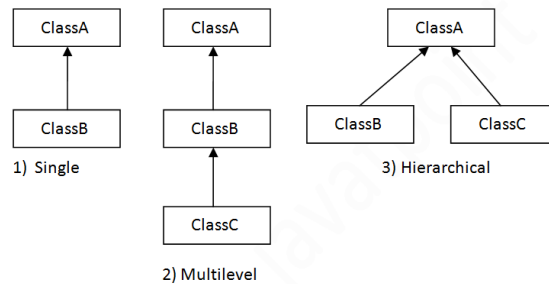 ClassA
ClassB
1) Single
ClassA
ClassB
ClassC
2) Multilevel
ClassA
ClassB
ClassC
3) Hierarchical